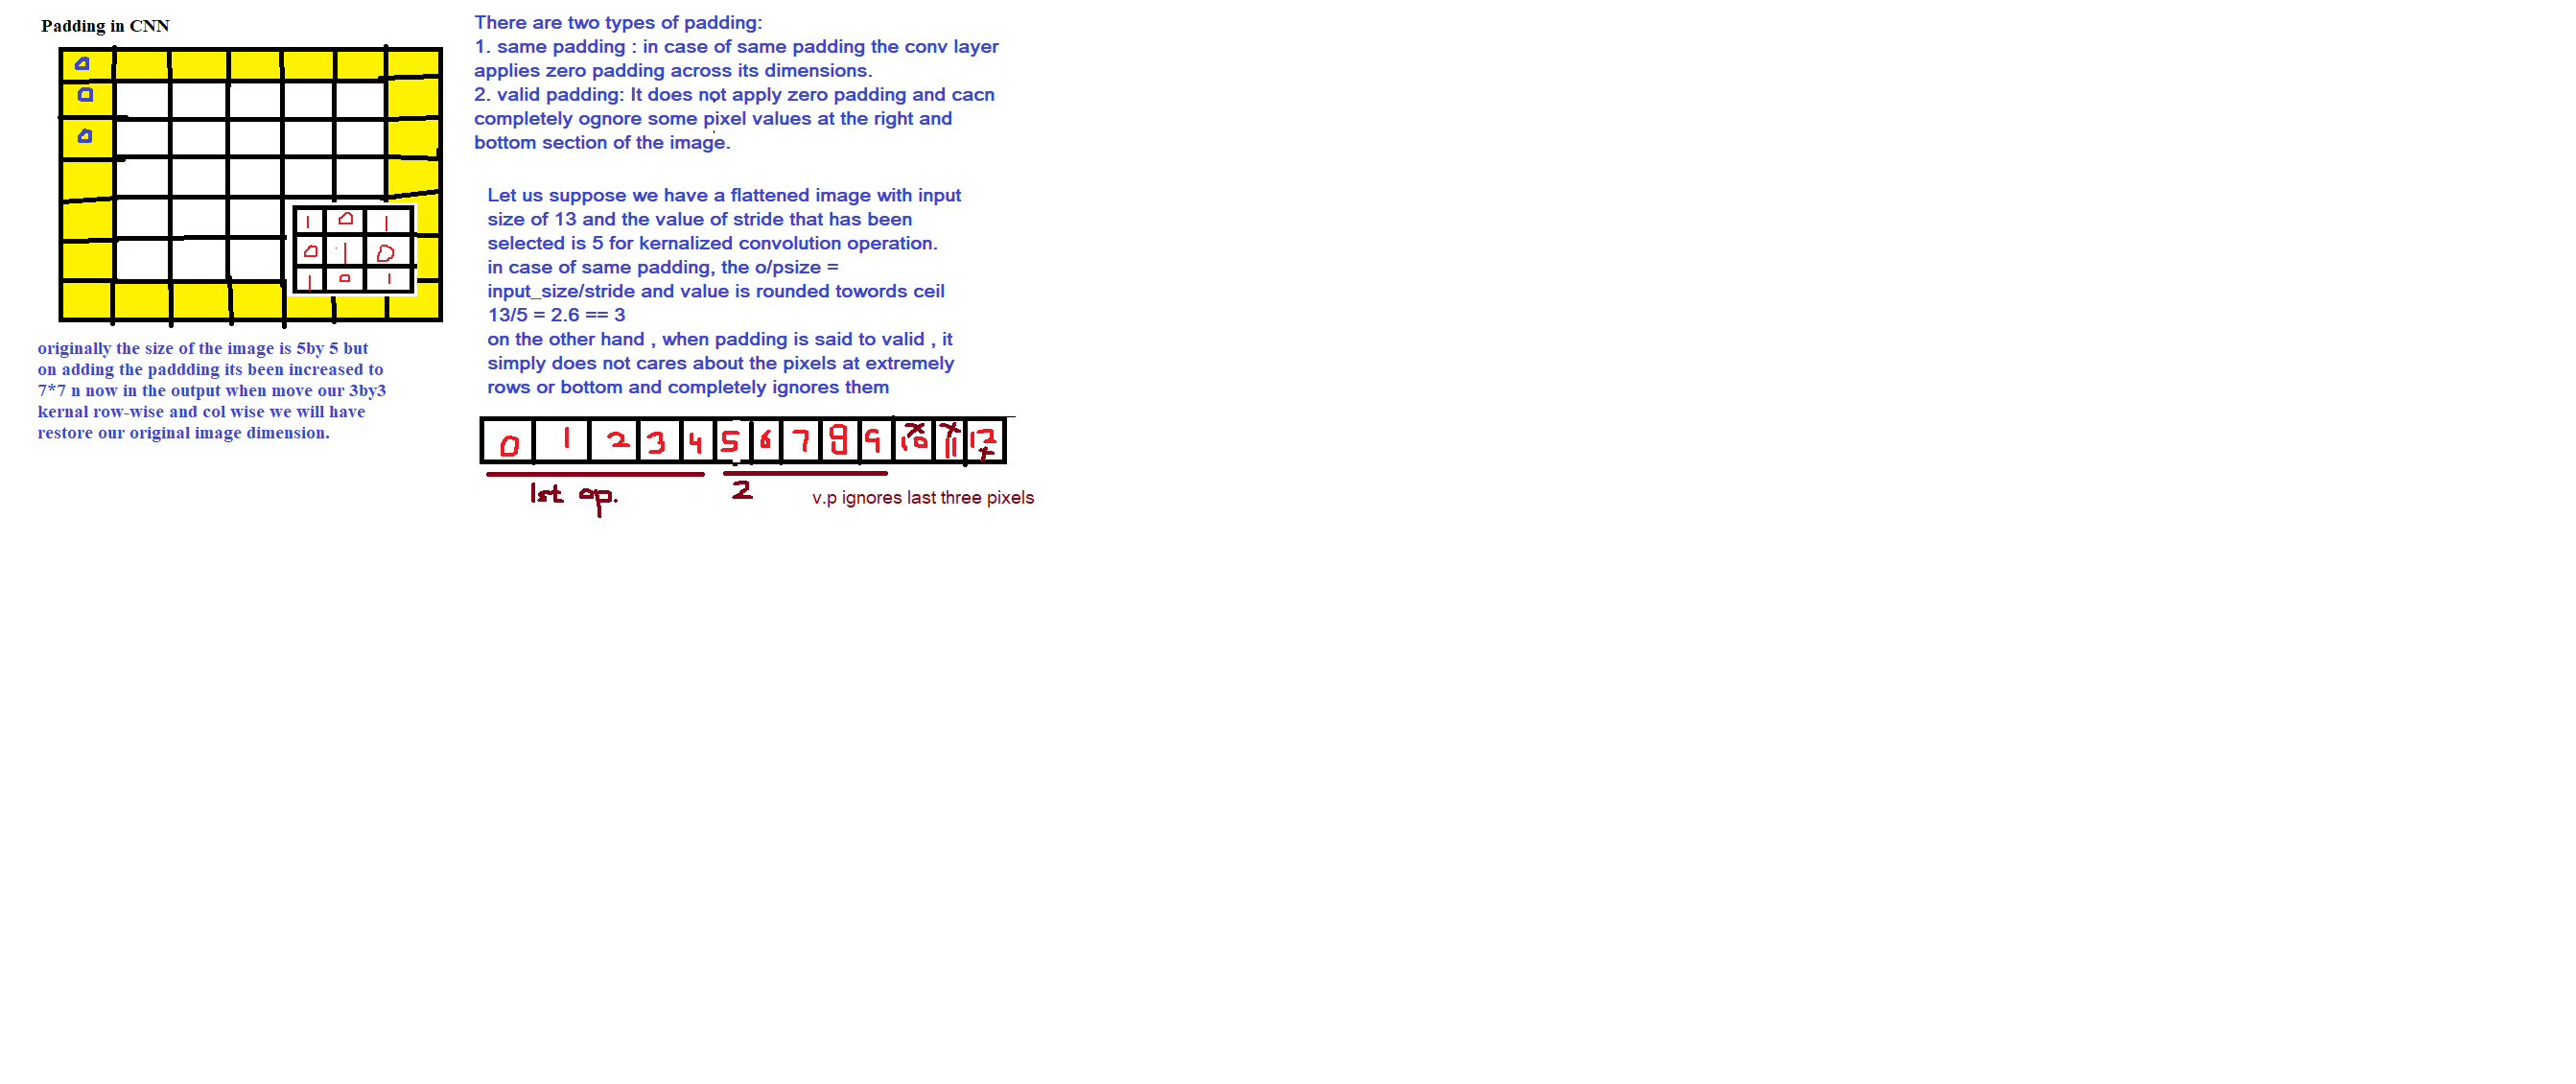 Padding in CNN
0
0
0
1 0 1
0 1 0
1 0 1
originally the size of the image is 5by 5 but
on adding the paddding its been increased to
7*7 n now in the output when move our 3by3
kernal row-wise and col wise we will have
restore our original image dimension.
There are two types of padding:
1. same padding : in case of same padding the conv layer
applies zero padding across its dimensions.
2. valid padding: It does not apply zero padding and cacn
completely ognore some pixel values at the right and
bottom section of the image.
Let us suppose we have a flattened image with input
size of 13 and the value of stride that has been
selected is 5 for kernalized convolution operation.
in case of same padding, the o/psize =
input_size/stride and value is rounded towords ceil
13/5 = 2.6 == 3
on the other hand , when padding is said to valid , it
simply does not cares about the pixels at extremely
rows or bottom and completely ignores them
0 1 2 3 4 5 6 7 8 9 10 11 12
x x x
1st op. 2
v.p ignores last three pixels